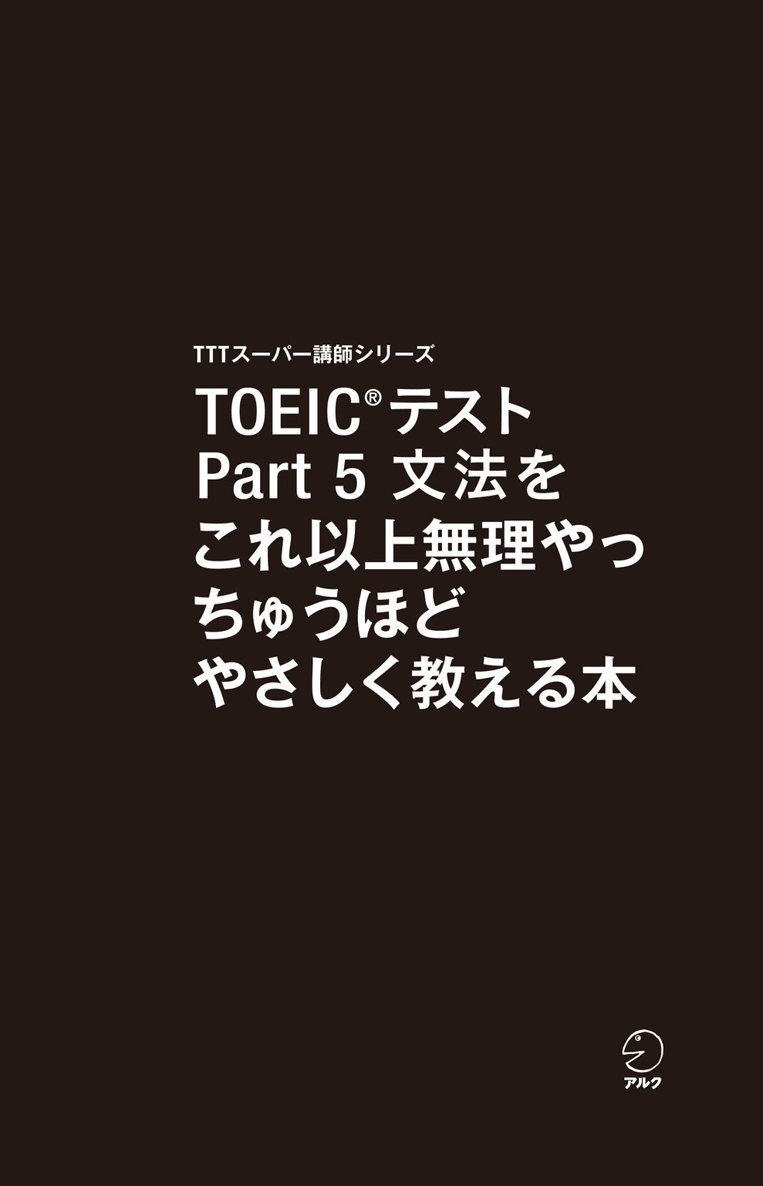 TTTスーパー講師シリーズ
TOEIC®テスト
Part 5 文法を
これ以上無理やっ
ちゅうほど
やさしく教える本
アルク